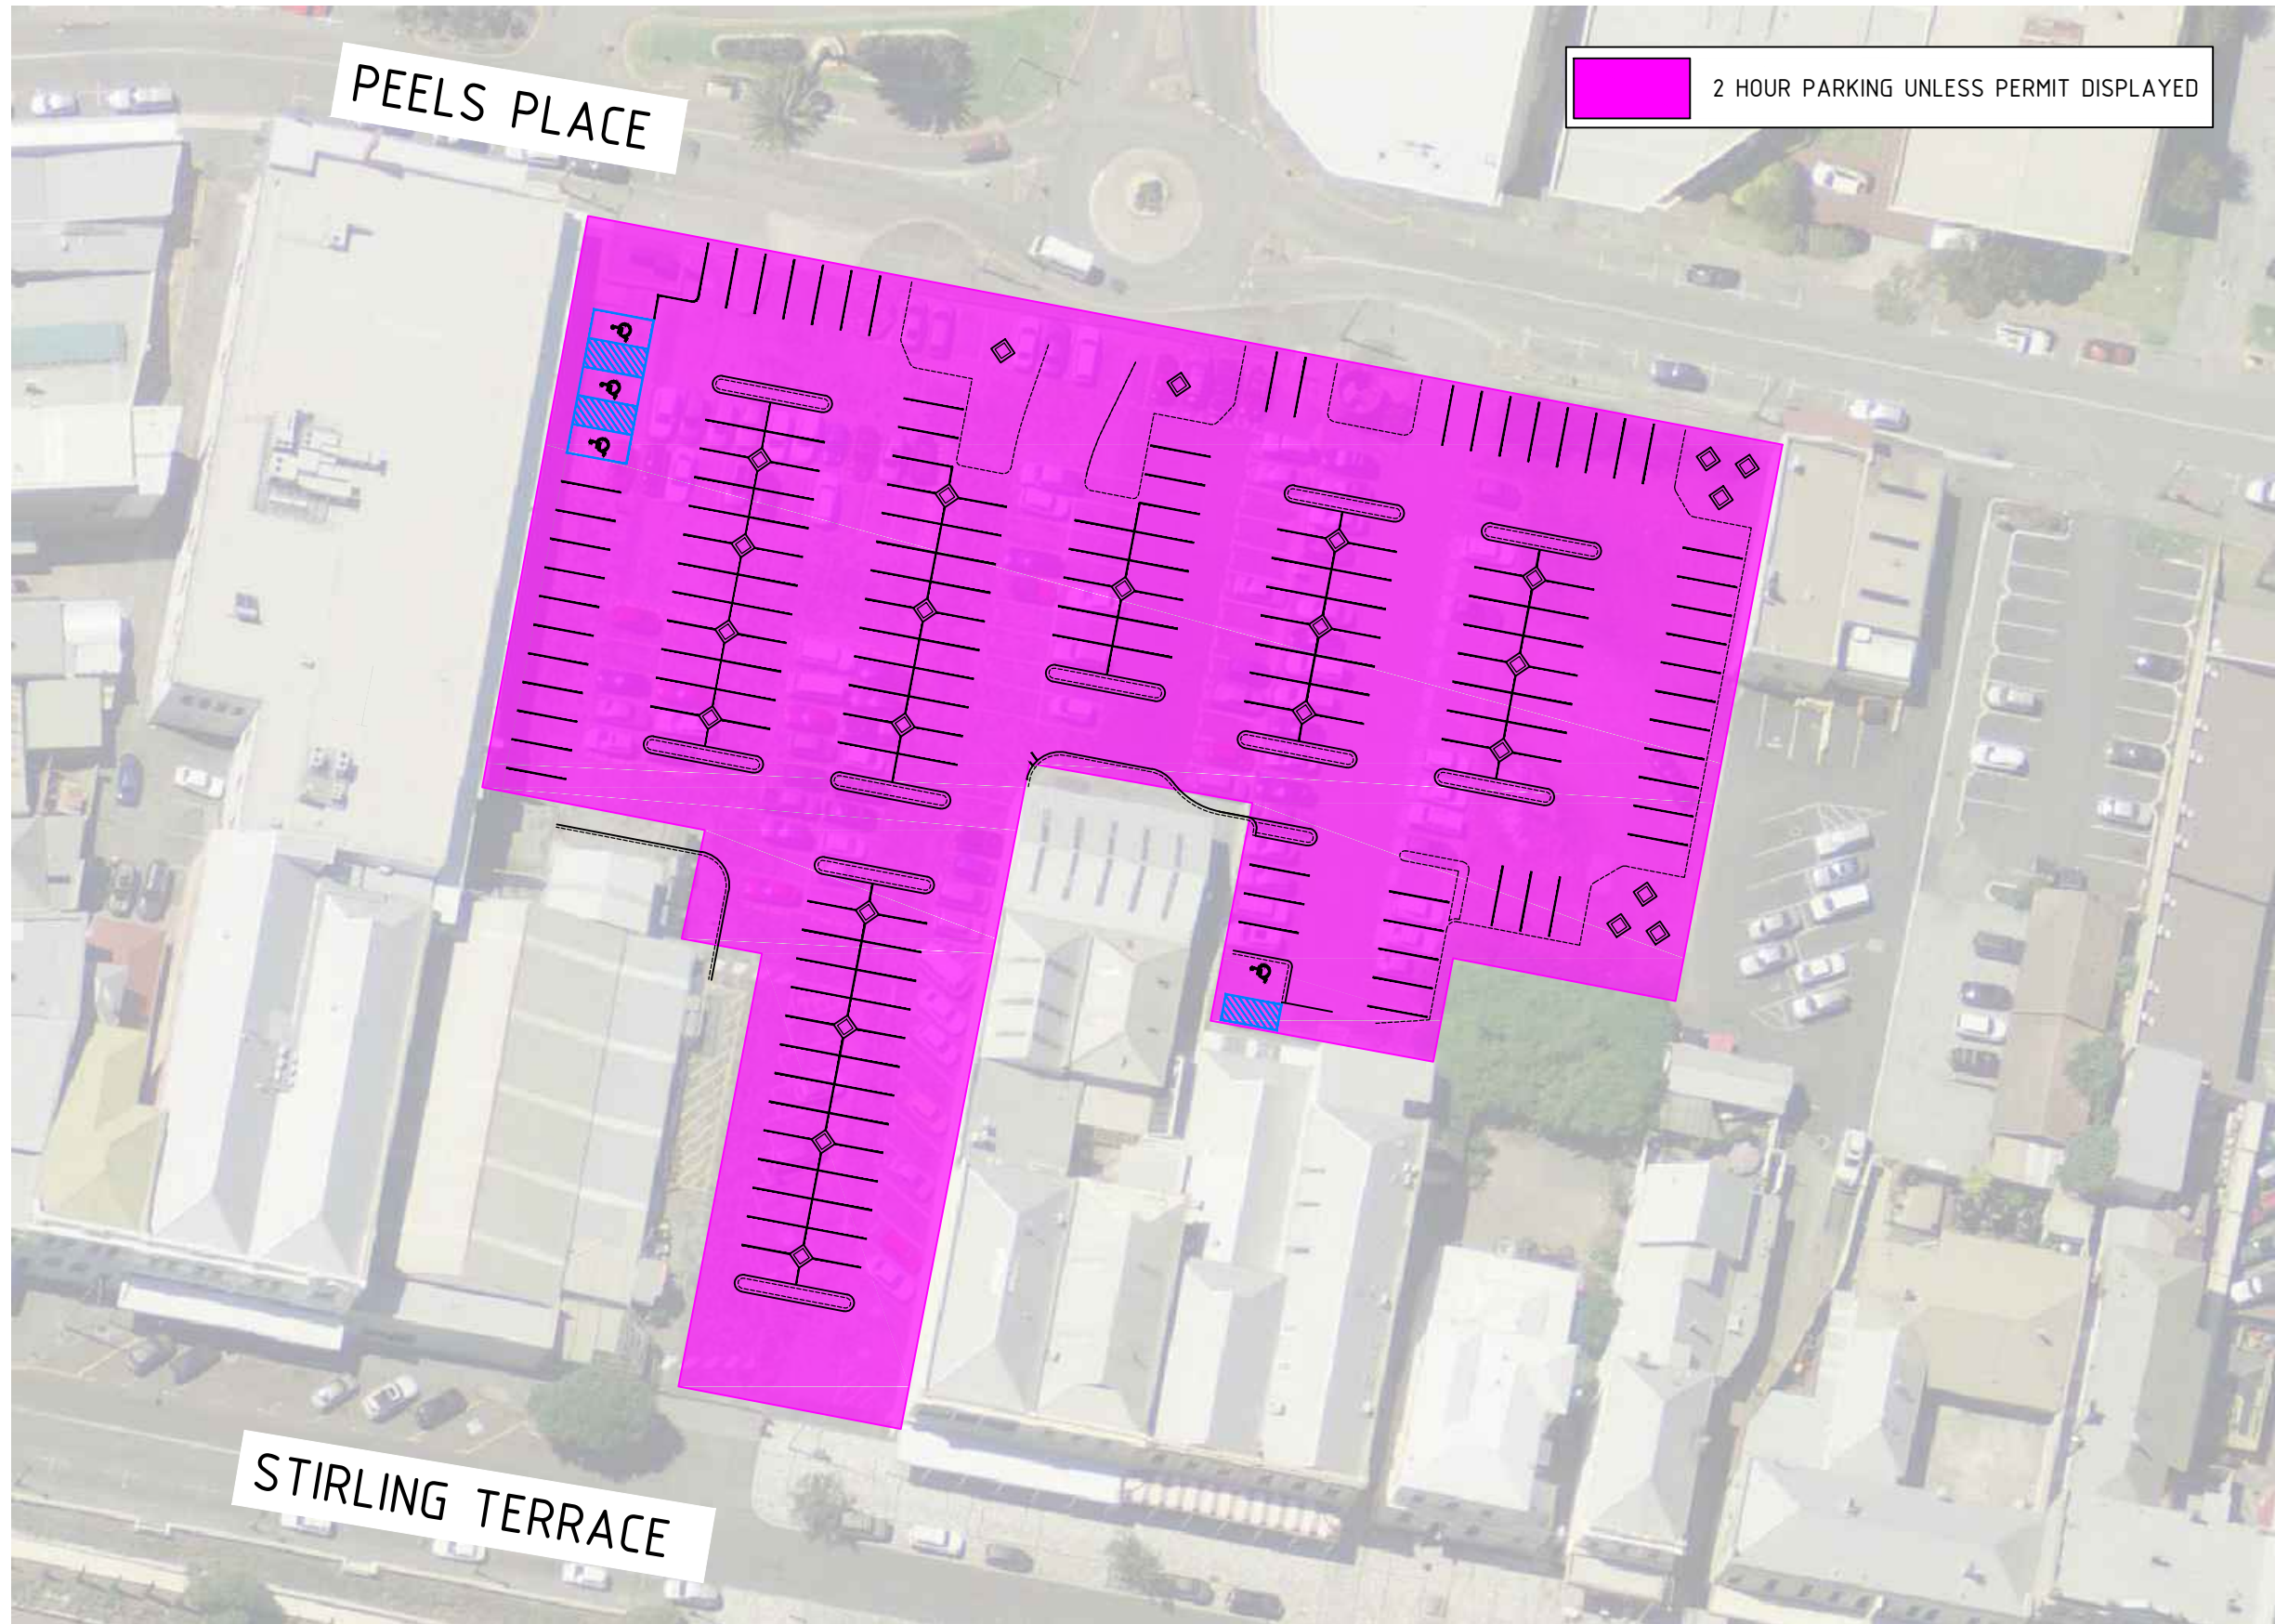 PEELS PLACE
2 HOUR PARKING UNLESS PERMIT DISPLAYED
STIRLING TERRACE